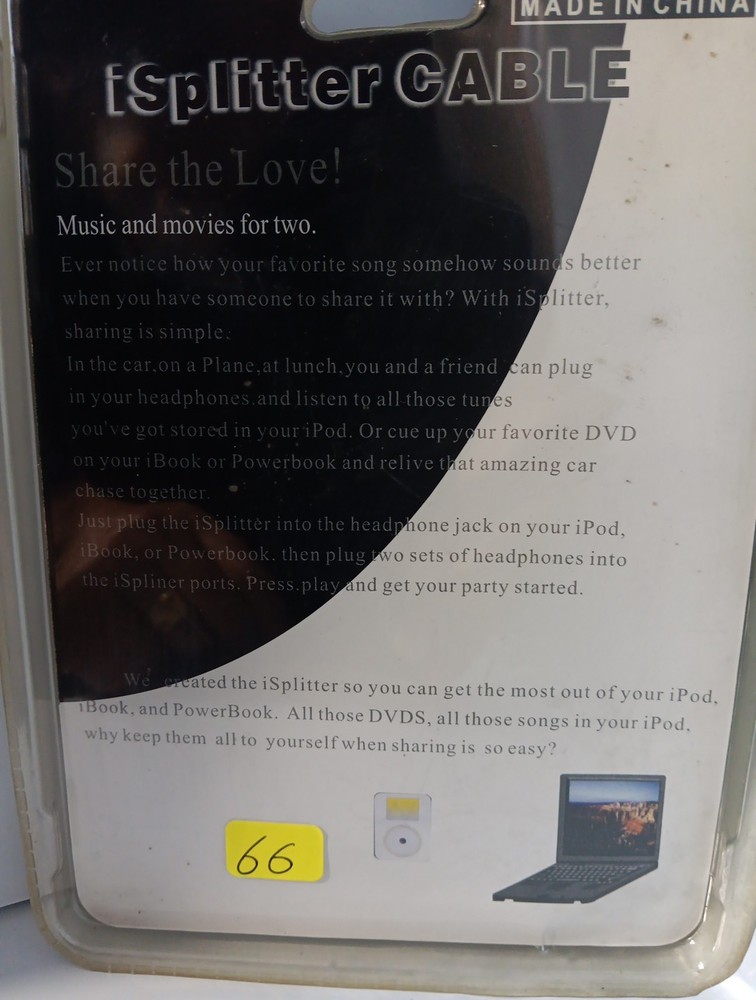 MADE IN CHINA
iSplitter CABLE
Share the Love!
Music and movies for two.
Ever notice how your favorite song somehow sounds better
when you have someone to share it with? With iSplitter,
sharing is simple.
In the car,on a Plane,at lunch,you and a friend can plug
in your headphones.and listen to all those tunes
you've got stored in your iPod. Or cue up your favorite DVD
on your iBook or Powerbook and relive that amazing car
chase together.
Just plug the iSplitter into the headphone jack on your iPod,
iBook, or Powerbook. then plug two sets of headphones into
the iSpliner ports. Press.play and get your party started.
We created the iSplitter so you can get the most out of your iPod,
iBook, and PowerBook. All those DVDS, all those songs in your iPod,
why keep them all to yourself when sharing is so easy?
66